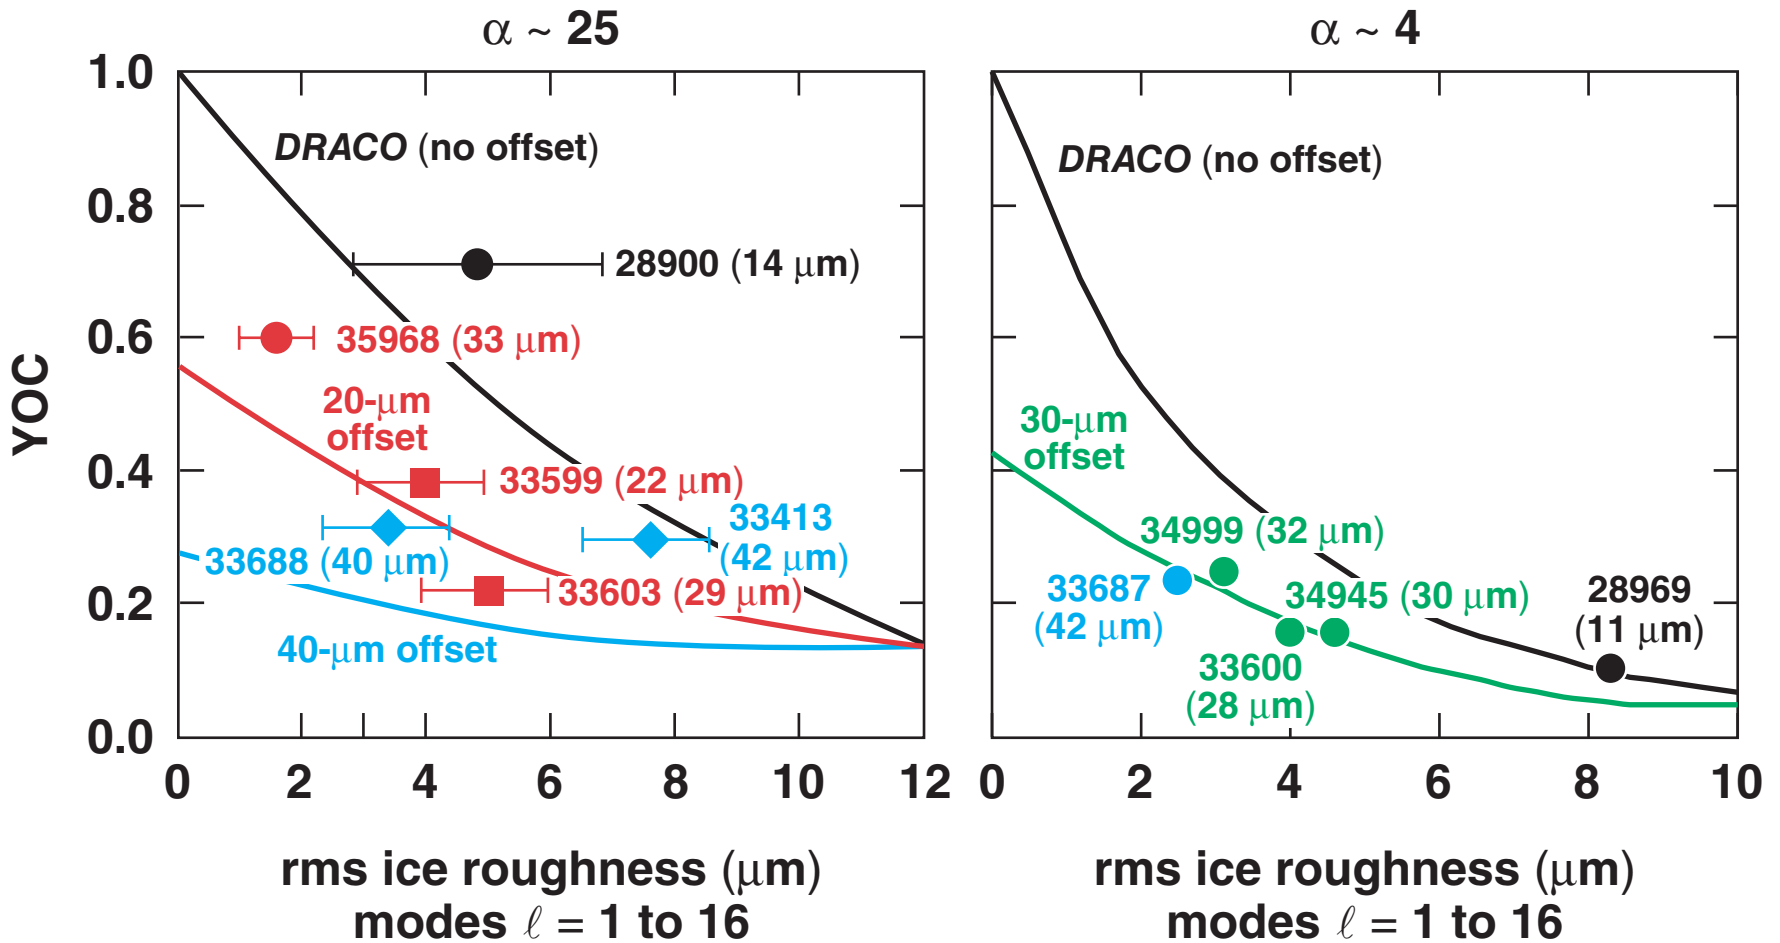 α ~ 25
1.0
0.8
0.6
0.4
0.2
0.0
YOC
DRACO (no offset)
28900 (14 μm)
35968 (33 μm)
20-μm
offset
33599 (22 μm)
33413
(42 μm)
33688 (40 μm)
33603 (29 μm)
40-μm offset
0 2 4 6 8 10 12
rms ice roughness (μm)
modes ℓ = 1 to 16
α ~ 4
DRACO (no offset)
30-μm
offset
34999 (32 μm)
33687
(42 μm)
34945 (30 μm)
28969
(11 μm)
33600
(28 μm)
0 2 4 6 8 10
rms ice roughness (μm)
modes ℓ = 1 to 16